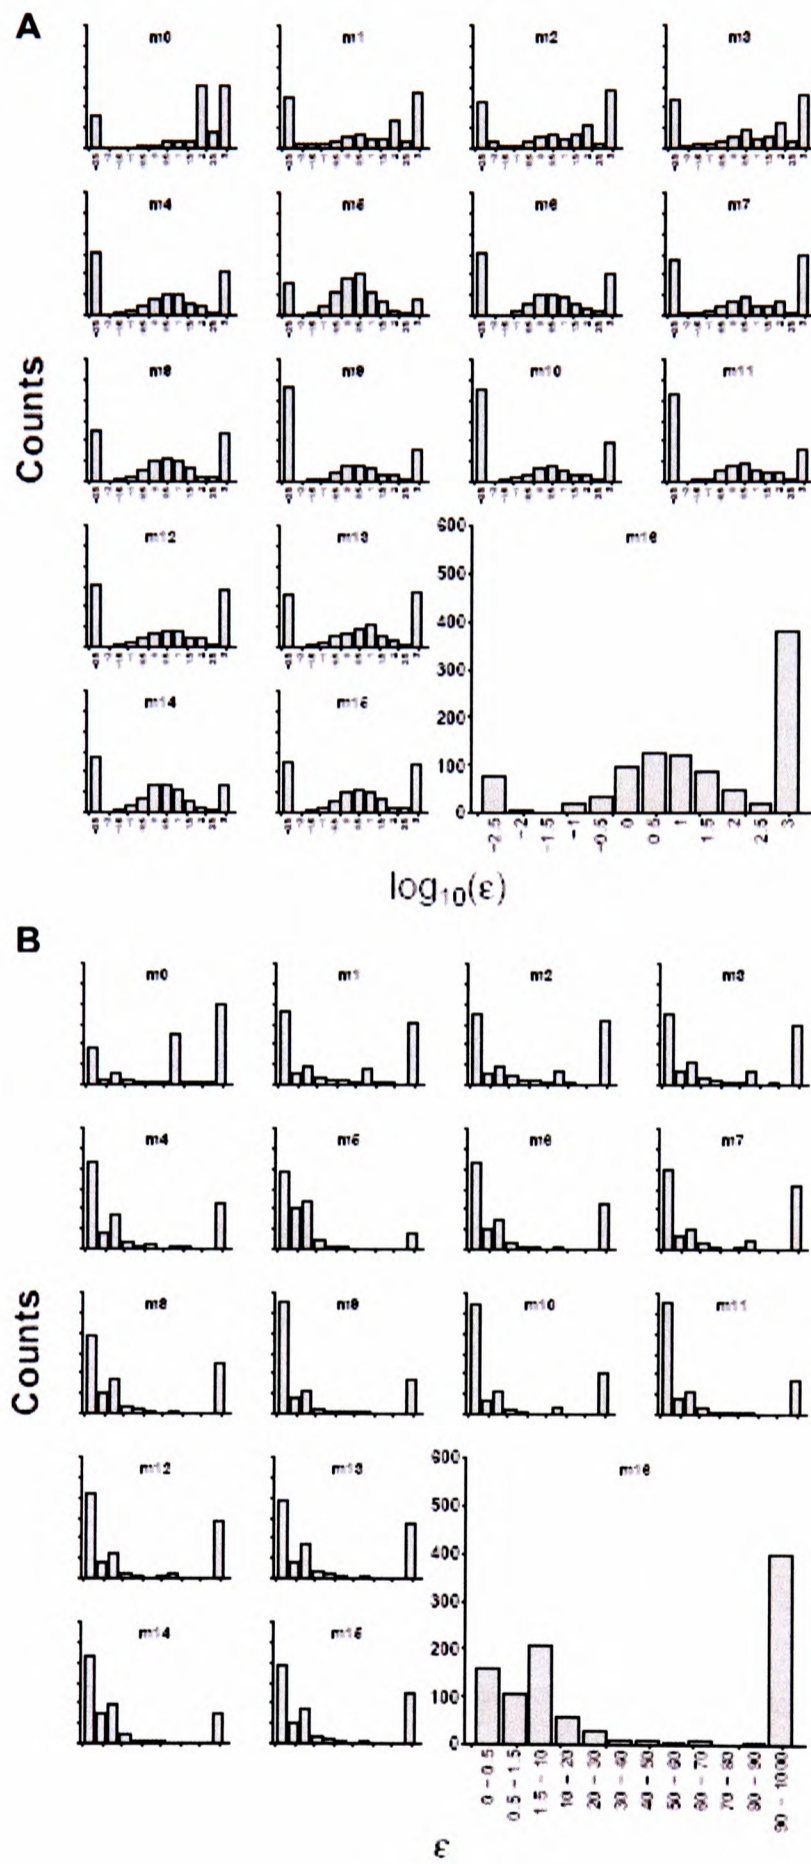 A
m0 m1 m2 m3
m4 m5 m6 m7
m8 m9 m10 m11
Counts
m12 m13 m16
600
500
400
300
200
100
0
m14 m15
-2.5 -2 -1.5 -1 -0.5 0 0.5 1 1.5 2 2.5 3
log10(ε)
B
m0 m1 m2 m3
m4 m5 m6 m7
m8 m9 m10 m11
Counts
m12 m13 m16
600
500
400
300
200
100
0
m14 m15
0 - 0.5
0.5 - 1.5
1.5 - 10
10 - 20
20 - 30
30 - 40
40 - 50
50 - 60
60 - 70
70 - 80
80 - 90
90 - 1000
ε